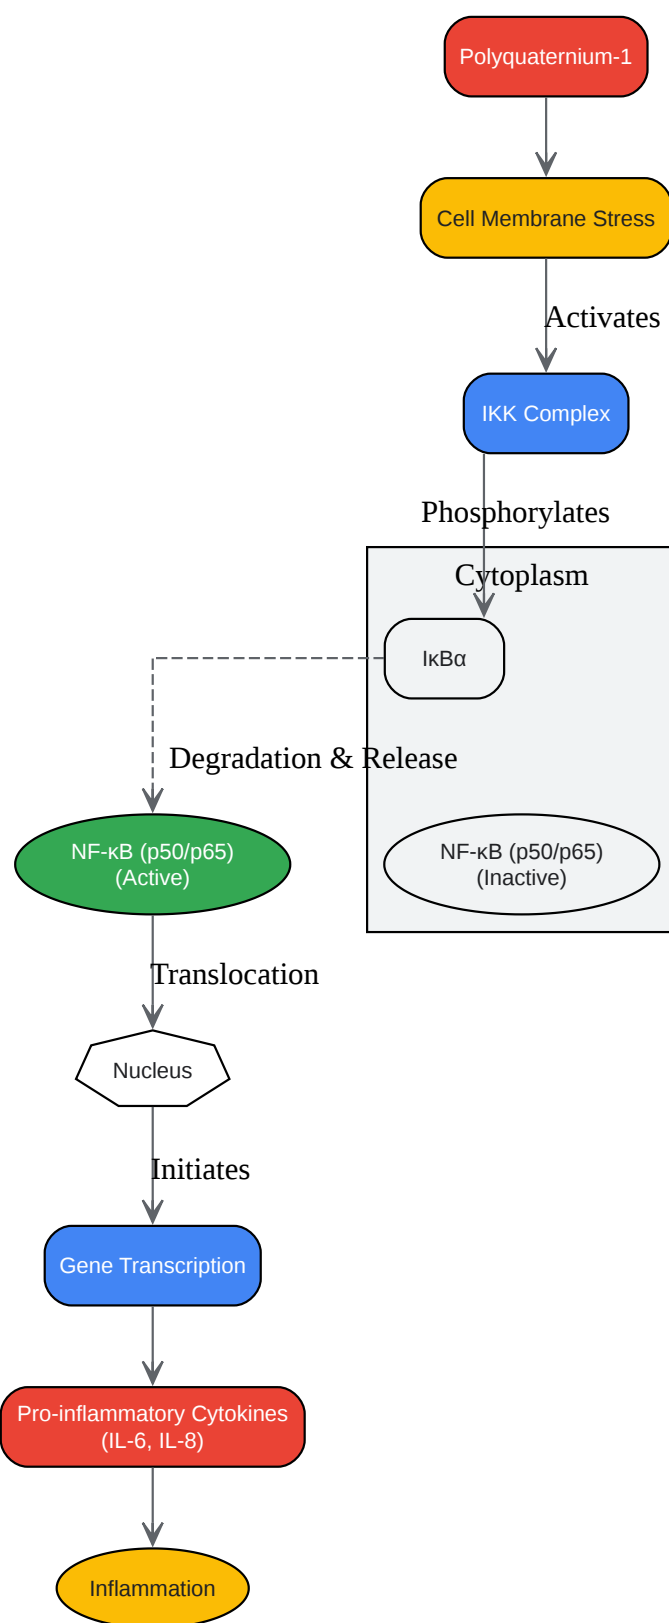 Polyquaternium-1
Cell Membrane Stress
Activates
IKK Complex
Phosphorylates
Cytoplasm
IκBα
Degradation & Release
NF-κB (p50/p65)
(Active)
NF-κB (p50/p65)
(Inactive)
Translocation
Nucleus
Initiates
Gene Transcription
Pro-inflammatory Cytokines
(IL-6, IL-8)
Inflammation